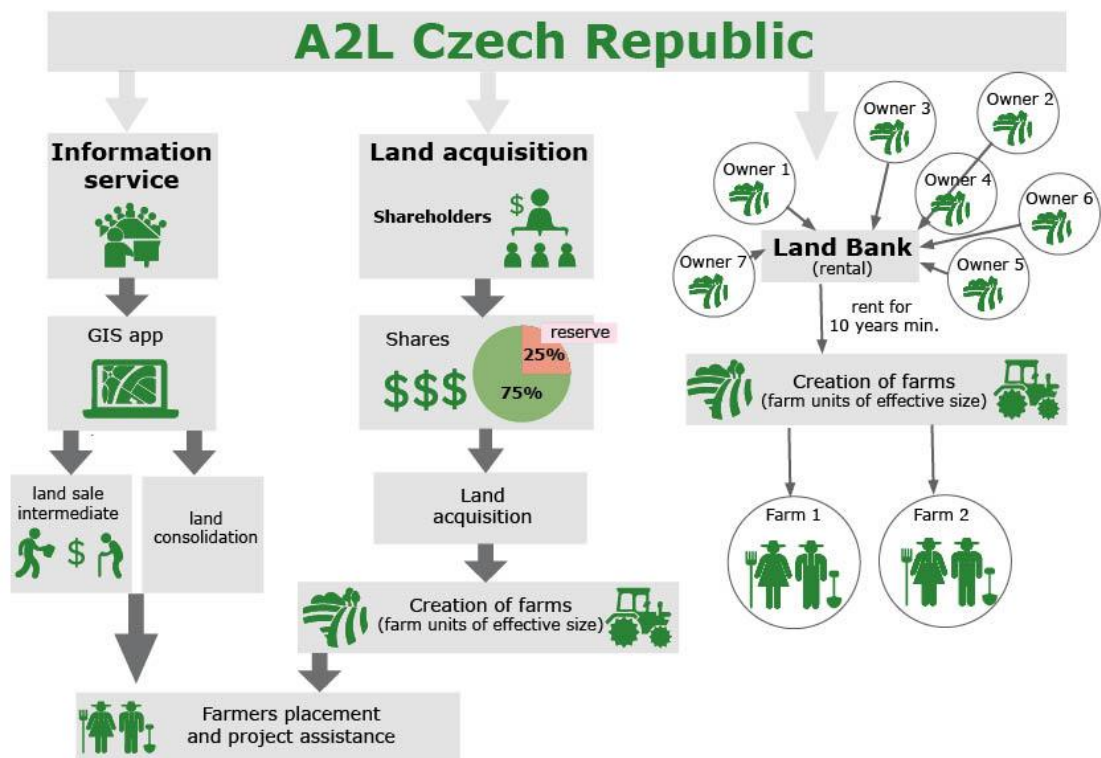 A2L Czech Republic
Information
service
GIS app
land sale
intermediate
$
land
consolidation
Land acquisition
Shareholders
$
Shares
$$$
reserve
25%
75%
Land
acquisition
Creation of farms
(farm units of effective size)
Farmers placement
and project assistance
Owner 1
Owner 3
Owner 2
Owner 4
Owner 6
Owner 5
Owner 7
Land Bank
(rental)
rent for
10 years min.
Creation of farms
(farm units of effective size)
Farm 1
Farm 2